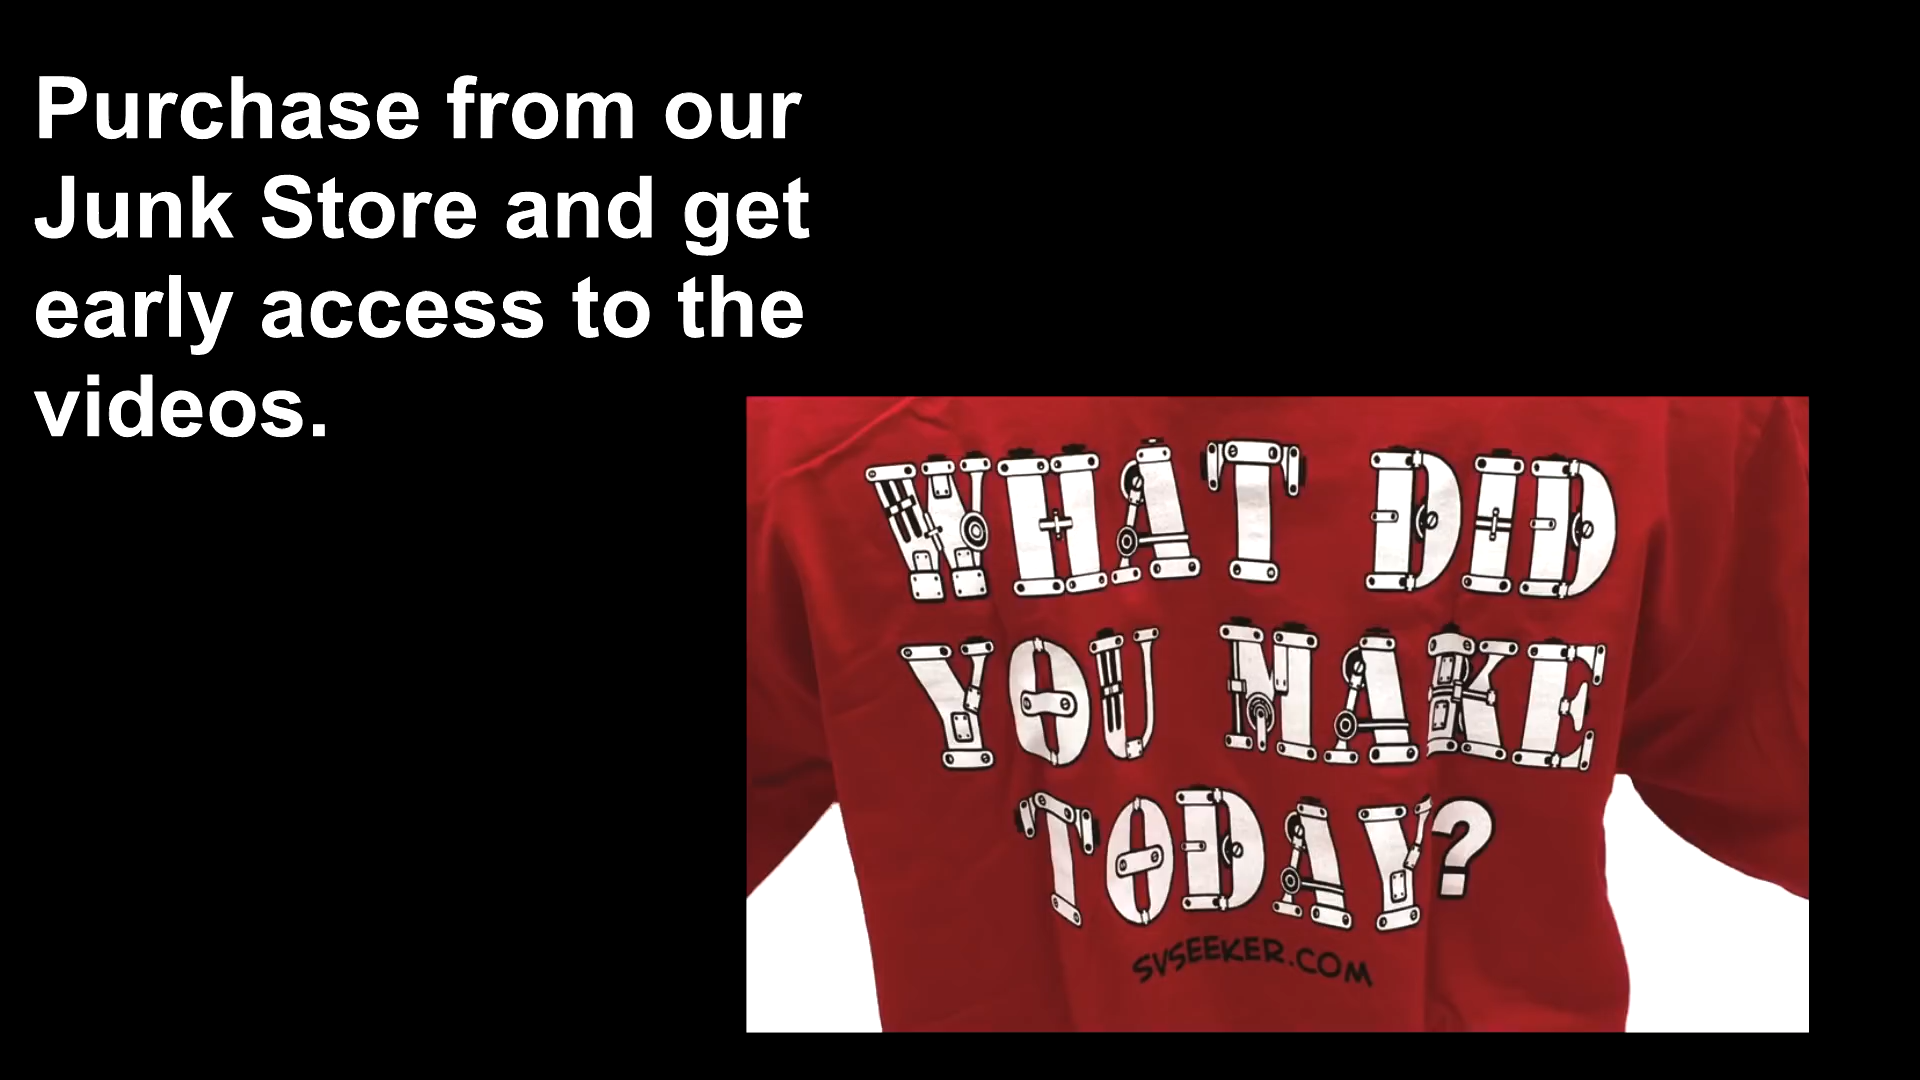 Purchase from our
Junk Store and get
early access to the
videos.
WHAT DID
YOU MAKE
TODAY?
SVSEEKER.COM